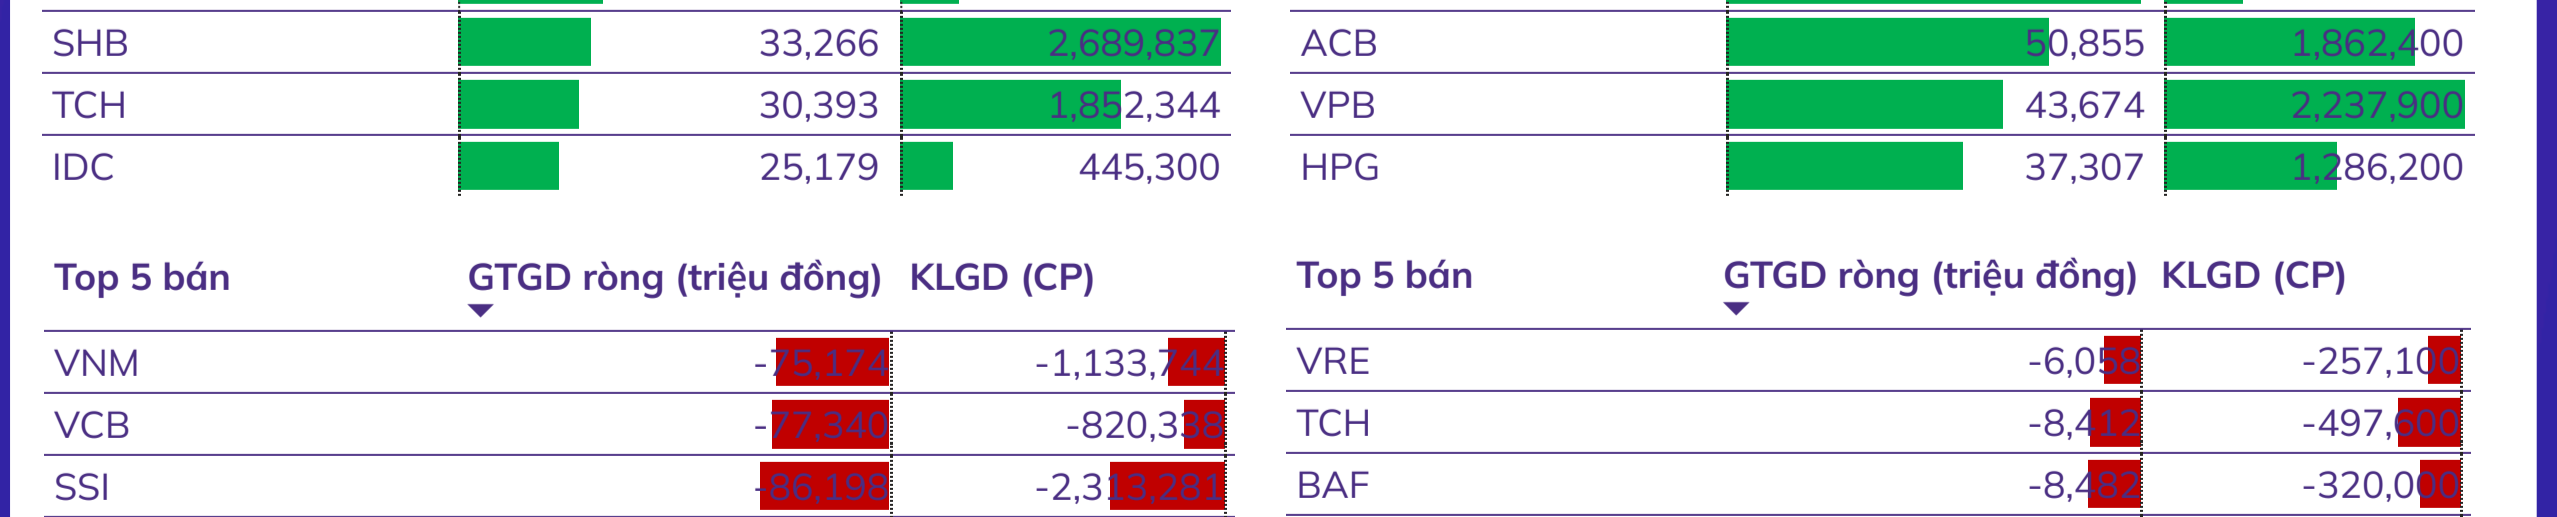 SHB 33,266 2,689,837
TCH 30,393 1,852,344
IDC 25,179 445,300
Top 5 bán GTGD ròng (triệu đồng) KLGD (CP)
VNM -75,174 -1,133,744
VCB -77,340 -820,338
SSI -86,198 -2,313,281
ACB 50,855 1,862,400
VPB 43,674 2,237,900
HPG 37,307 1,286,200
Top 5 bán GTGD ròng (triệu đồng) KLGD (CP)
VRE -6,058 -257,100
TCH -8,412 -497,600
BAF -8,482 -320,000